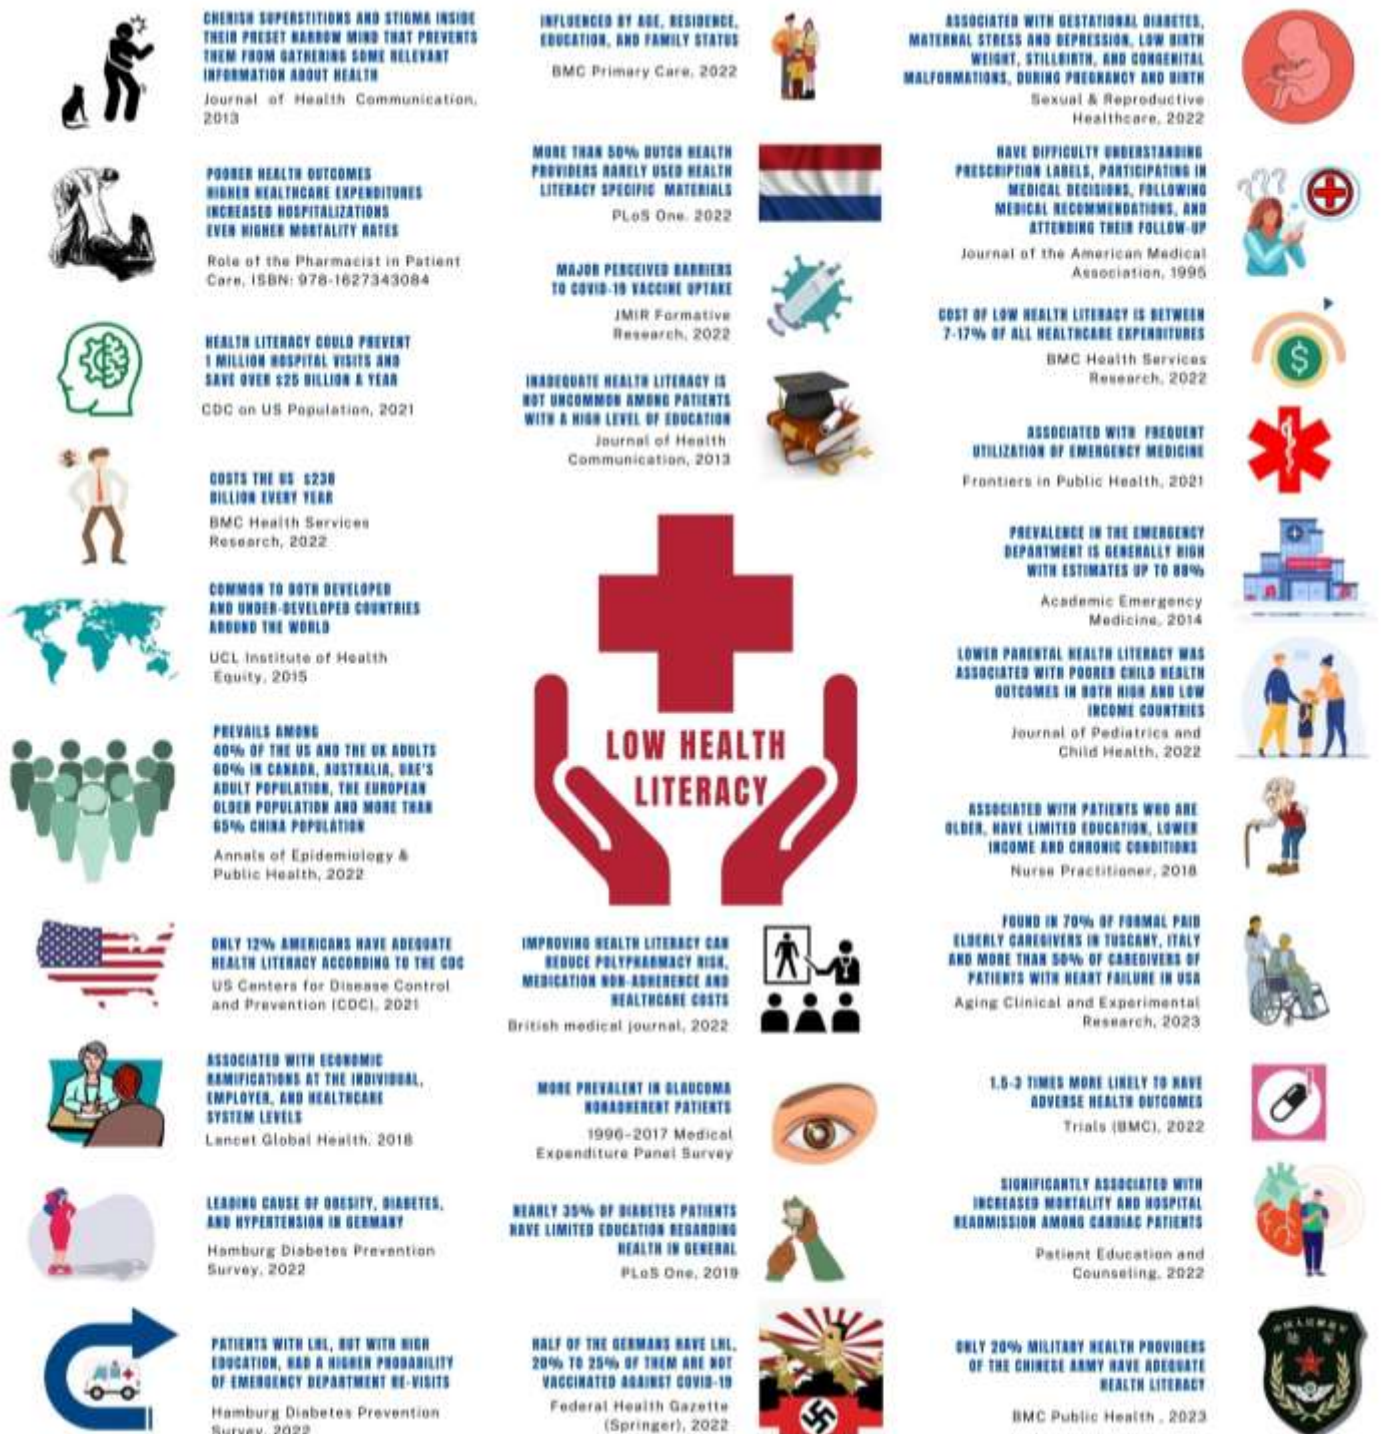 CHERISH SUPERSTITIONS AND STIGMA INSIDE
THEIR PRESET NARROW MIND THAT PREVENTS
THEM FROM GATHERING SOME RELEVANT
INFORMATION ABOUT HEALTH
Journal of Health Communication,
2013
POORER HEALTH OUTCOMES
HIGHER HEALTHCARE EXPENDITURES
INCREASED HOSPITALIZATIONS
EVEN HIGHER MORTALITY RATES
Role of the Pharmacist in Patient
Care, ISBN: 978-1627343084
HEALTH LITERACY COULD PREVENT
1 MILLION HOSPITAL VISITS AND
SAVE OVER $25 BILLION A YEAR
CDC on US Population, 2021
COSTS THE US $238
BILLION EVERY YEAR
BMC Health Services
Research, 2022
COMMON TO BOTH DEVELOPED
AND UNDER-DEVELOPED COUNTRIES
AROUND THE WORLD
UCL Institute of Health
Equity, 2015
PREVAILS AMONG
40% OF THE US AND THE UK ADULTS
60% IN CANADA, AUSTRALIA, UAE'S
ADULT POPULATION, THE EUROPEAN
OLDER POPULATION AND MORE THAN
65% CHINA POPULATION
Annals of Epidemiology &
Public Health, 2022
ONLY 12% AMERICANS HAVE ADEQUATE
HEALTH LITERACY ACCORDING TO THE CDC
US Centers for Disease Control
and Prevention (CDC), 2021
ASSOCIATED WITH ECONOMIC
RAMIFICATIONS AT THE INDIVIDUAL,
EMPLOYER, AND HEALTHCARE
SYSTEM LEVELS
Lancet Global Health. 2018
LEADING CAUSE OF OBESITY, DIABETES,
AND HYPERTENSION IN GERMANY
Hamburg Diabetes Prevention
Survey, 2022
PATIENTS WITH LHL, BUT WITH HIGH
EDUCATION, HAD A HIGHER PROBABILITY
OF EMERGENCY DEPARTMENT RE-VISITS
Hamburg Diabetes Prevention
Survey, 2022
INFLUENCED BY AGE, RESIDENCE,
EDUCATION, AND FAMILY STATUS
BMC Primary Care, 2022
MORE THAN 50% DUTCH HEALTH
PROVIDERS RARELY USED HEALTH
LITERACY SPECIFIC MATERIALS
PLoS One. 2022
MAJOR PERCEIVED BARRIERS
TO COVID-19 VACCINE UPTAKE
JMIR Formative
Research, 2022
INADEQUATE HEALTH LITERACY IS
NOT UNCOMMON AMONG PATIENTS
WITH A HIGH LEVEL OF EDUCATION
Journal of Health
Communication, 2013
LOW HEALTH
LITERACY
IMPROVING HEALTH LITERACY CAN
REDUCE POLYPHARMACY RISK,
MEDICATION NON-ADHERENCE AND
HEALTHCARE COSTS
British medical journal, 2022
MORE PREVALENT IN GLAUCOMA
NONADHERENT PATIENTS
1996-2017 Medical
Expenditure Panel Survey
NEARLY 35% OF DIABETES PATIENTS
HAVE LIMITED EDUCATION REGARDING
HEALTH IN GENERAL
PLoS One, 2019
HALF OF THE GERMANS HAVE LHL,
20% TO 25% OF THEM ARE NOT
VACCINATED AGAINST COVID-19
Federal Health Gazette
(Springer), 2022
ASSOCIATED WITH GESTATIONAL DIABETES,
MATERNAL STRESS AND DEPRESSION, LOW BIRTH
WEIGHT, STILLBIRTH, AND CONGENITAL
MALFORMATIONS, DURING PREGNANCY AND BIRTH
Sexual & Reproductive
Healthcare, 2022
HAVE DIFFICULTY UNDERSTANDING
PRESCRIPTION LABELS, PARTICIPATING IN
MEDICAL DECISIONS, FOLLOWING
MEDICAL RECOMMENDATIONS, AND
ATTENDING THEIR FOLLOW-UP
Journal of the American Medical
Association, 1995
COST OF LOW HEALTH LITERACY IS BETWEEN
7-17% OF ALL HEALTHCARE EXPENDITURES
BMC Health Services
Research, 2022
ASSOCIATED WITH FREQUENT
UTILIZATION OF EMERGENCY MEDICINE
Frontiers in Public Health, 2021
PREVALENCE IN THE EMERGENCY
DEPARTMENT IS GENERALLY HIGH
WITH ESTIMATES UP TO 88%
Academic Emergency
Medicine, 2014
LOWER PARENTAL HEALTH LITERACY WAS
ASSOCIATED WITH POORER CHILD HEALTH
OUTCOMES IN BOTH HIGH AND LOW
INCOME COUNTRIES
Journal of Pediatrics and
Child Health, 2022
ASSOCIATED WITH PATIENTS WHO ARE
OLDER, HAVE LIMITED EDUCATION, LOWER
INCOME AND CHRONIC CONDITIONS
Nurse Practitioner, 2018
FOUND IN 70% OF FORMAL PAID
ELDERLY CAREGIVERS IN TUSCANY, ITALY
AND MORE THAN 50% OF CAREGIVERS OF
PATIENTS WITH HEART FAILURE IN USA
Aging Clinical and Experimental
Research, 2023
1.5-3 TIMES MORE LIKELY TO HAVE
ADVERSE HEALTH OUTCOMES
Trials (BMC), 2022
SIGNIFICANTLY ASSOCIATED WITH
INCREASED MORTALITY AND HOSPITAL
READMISSION AMONG CARDIAC PATIENTS
Patient Education and
Counseling, 2022
ONLY 20% MILITARY HEALTH PROVIDERS
OF THE CHINESE ARMY HAVE ADEQUATE
HEALTH LITERACY
BMC Public Health , 2023